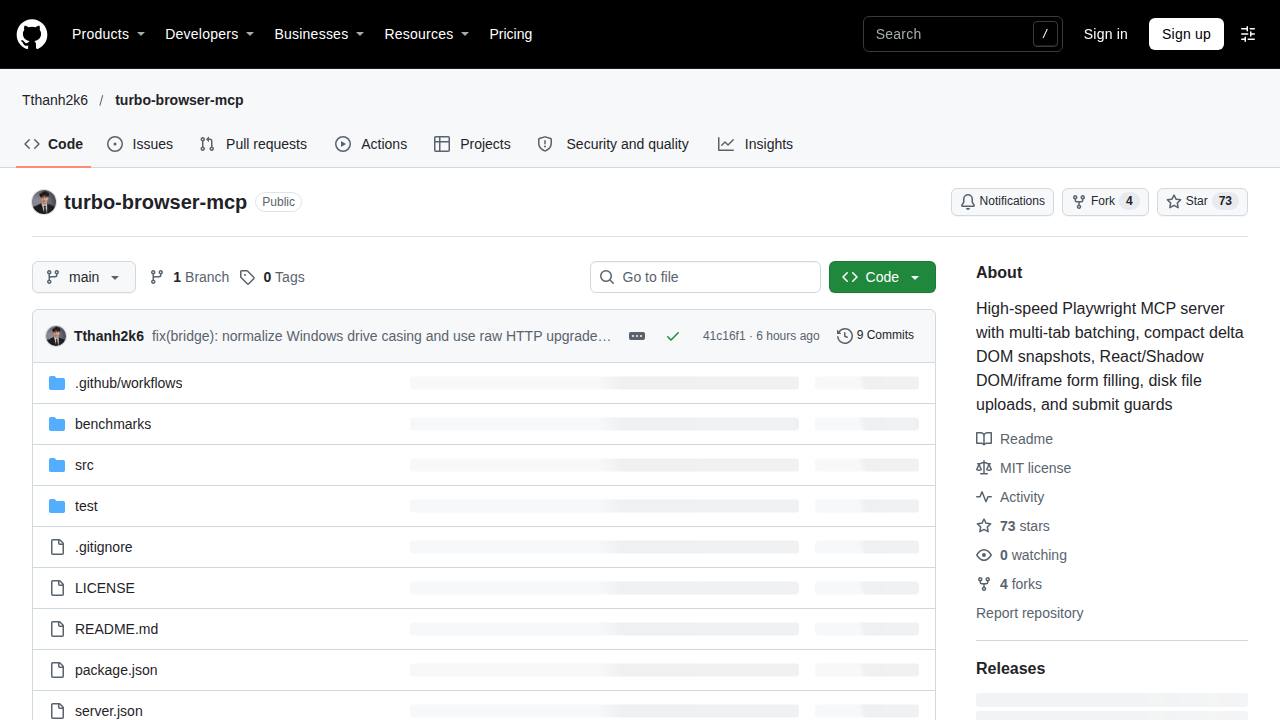 Products
Developers
Businesses
Resources
Pricing
Search
/
Sign in
Sign up
Tthanh2k6 / turbo-browser-mcp
Code
Issues
Pull requests
Actions
Projects
Security and quality
Insights
turbo-browser-mcp
Public
Notifications
Fork 4
Star 73
main
1 Branch
0 Tags
Go to file
Code
Tthanh2k6 fix(bridge): normalize Windows drive casing and use raw HTTP upgrade…
41c16f1 · 6 hours ago
9 Commits
.github/workflows
benchmarks
src
test
.gitignore
LICENSE
README.md
package.json
server.json
About
High-speed Playwright MCP server
with multi-tab batching, compact delta
DOM snapshots, React/Shadow
DOM/iframe form filling, disk file
uploads, and submit guards
Readme
MIT license
Activity
73 stars
0 watching
4 forks
Report repository
Releases